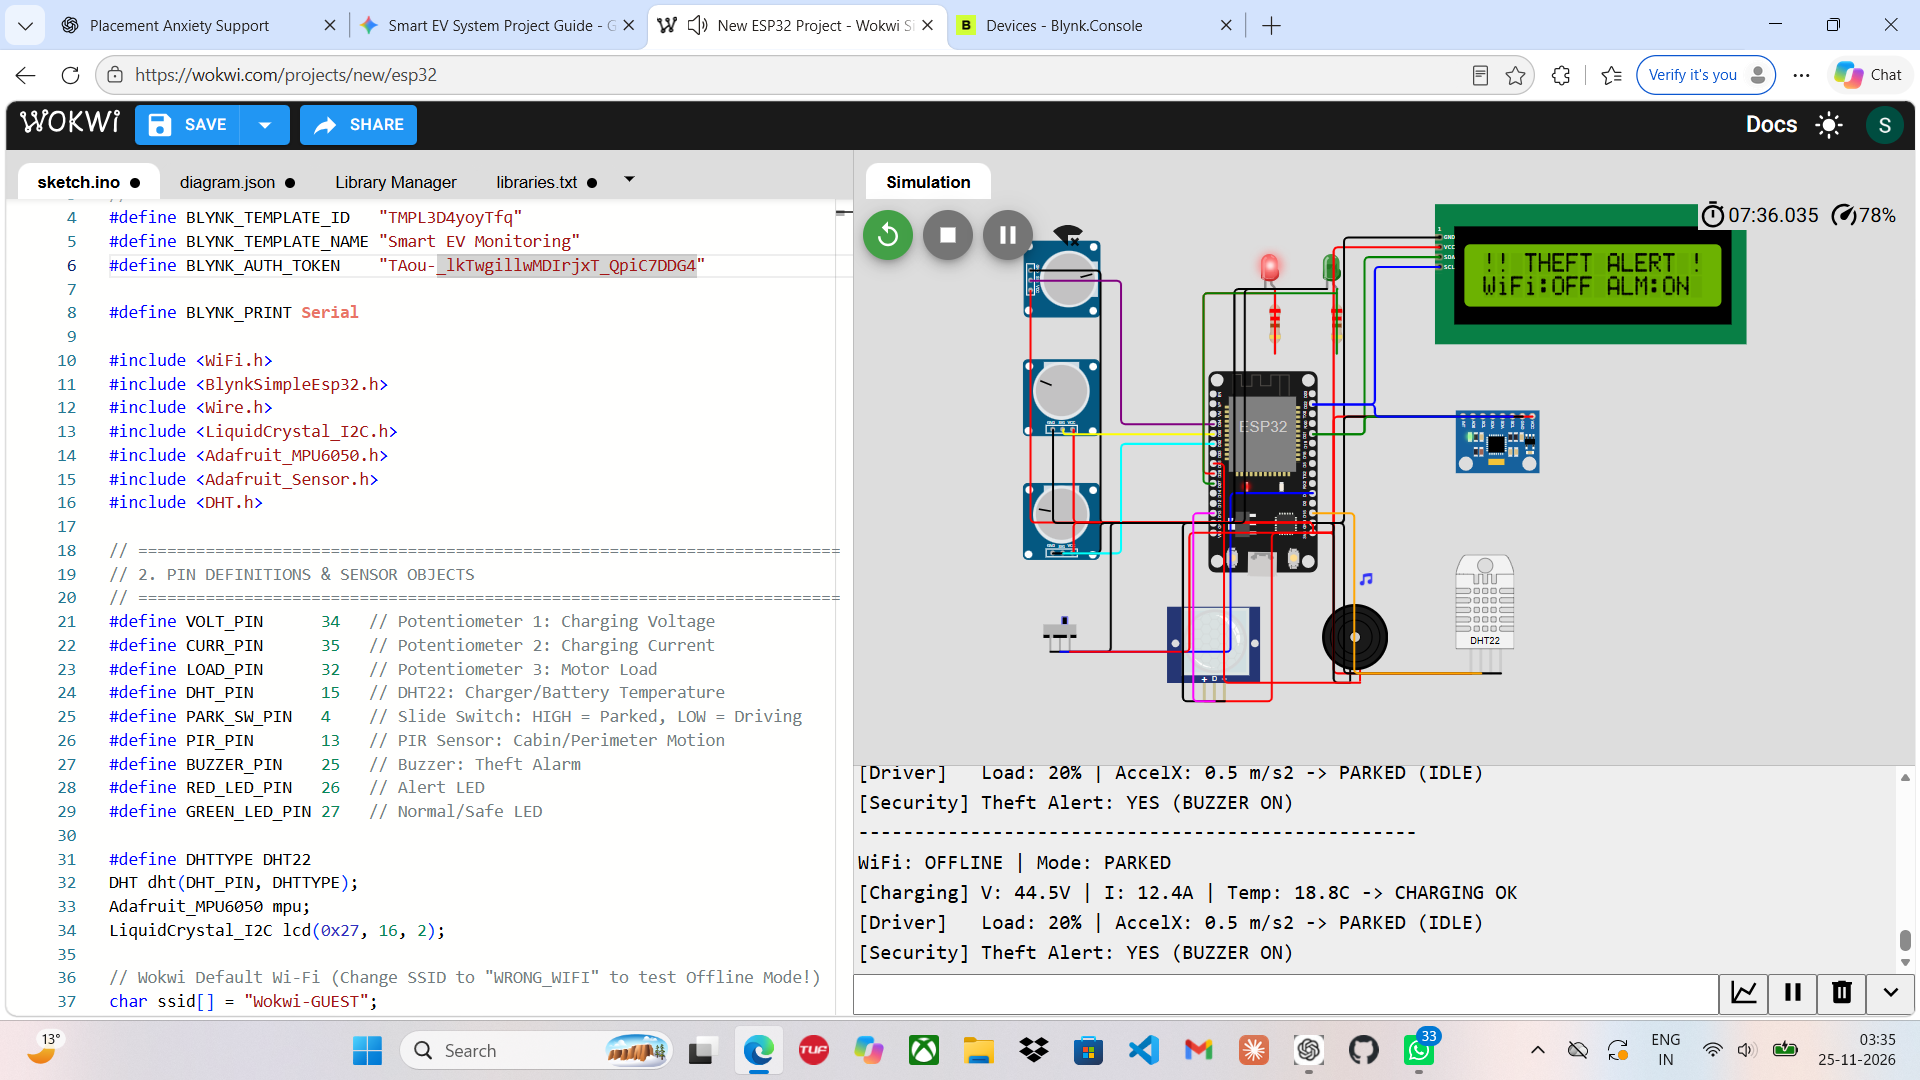 Placement Anxiety Support
Smart EV System Project Guide - G
New ESP32 Project - Wokwi Si
Devices - Blynk.Console
https://wokwi.com/projects/new/esp32
Verify it's you
Chat
WOKWi
SAVE
SHARE
Docs
S
sketch.ino ●
diagram.json ●
Library Manager
libraries.txt ●
Simulation
4 #define BLYNK_TEMPLATE_ID "TMPL3D4yoyTfq"
5 #define BLYNK_TEMPLATE_NAME "Smart EV Monitoring"
6 #define BLYNK_AUTH_TOKEN "TAou-_lkTwgillwMDIrjxT_QpiC7DDG4"
7
8 #define BLYNK_PRINT Serial
9
10 #include <WiFi.h>
11 #include <BlynkSimpleEsp32.h>
12 #include <Wire.h>
13 #include <LiquidCrystal_I2C.h>
14 #include <Adafruit_MPU6050.h>
15 #include <Adafruit_Sensor.h>
16 #include <DHT.h>
17
18 // =========================================================================
19 // 2. PIN DEFINITIONS & SENSOR OBJECTS
20 // =========================================================================
21 #define VOLT_PIN 34 // Potentiometer 1: Charging Voltage
22 #define CURR_PIN 35 // Potentiometer 2: Charging Current
23 #define LOAD_PIN 32 // Potentiometer 3: Motor Load
24 #define DHT_PIN 15 // DHT22: Charger/Battery Temperature
25 #define PARK_SW_PIN 4 // Slide Switch: HIGH = Parked, LOW = Driving
26 #define PIR_PIN 13 // PIR Sensor: Cabin/Perimeter Motion
27 #define BUZZER_PIN 25 // Buzzer: Theft Alarm
28 #define RED_LED_PIN 26 // Alert LED
29 #define GREEN_LED_PIN 27 // Normal/Safe LED
30
31 #define DHTTYPE DHT22
32 DHT dht(DHT_PIN, DHTTYPE);
33 Adafruit_MPU6050 mpu;
34 LiquidCrystal_I2C lcd(0x27, 16, 2);
35
36 // Wokwi Default Wi-Fi (Change SSID to "WRONG_WIFI" to test Offline Mode!)
37 char ssid[] = "Wokwi-GUEST";
07:36.035
78%
!! THEFT ALERT !
WiFi:OFF ALM:ON
1
GND
VCC
SDA
SCL
ESP32
+ D -
DHT22
[Driver] Load: 20% | AccelX: 0.5 m/s2 -> PARKED (IDLE)
[Security] Theft Alert: YES (BUZZER ON)
--------------------------------------------------
WiFi: OFFLINE | Mode: PARKED
[Charging] V: 44.5V | I: 12.4A | Temp: 18.8C -> CHARGING OK
[Driver] Load: 20% | AccelX: 0.5 m/s2 -> PARKED (IDLE)
[Security] Theft Alert: YES (BUZZER ON)
13°
Search
TUF
33
ENG
IN
03:35
25-11-2026